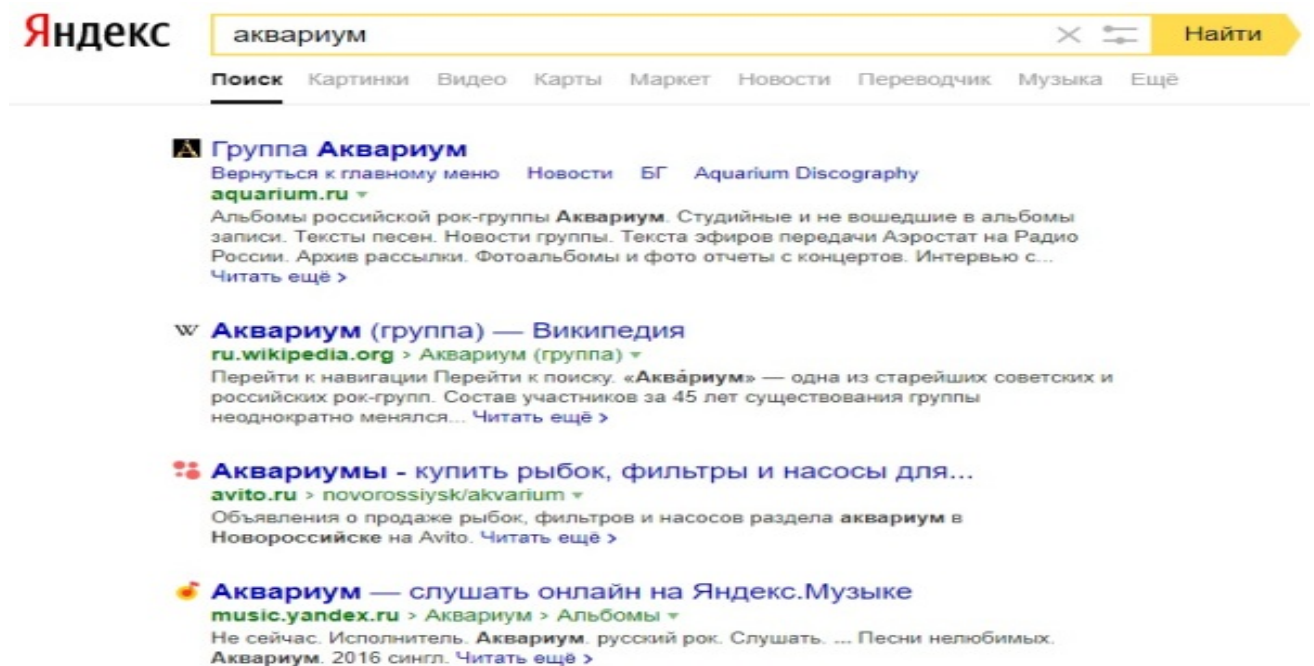 Яндекс
аквариум
Найти
Поиск Картинки Видео Карты Маркет Новости Переводчик Музыка Ещё
Группа Аквариум
Вернуться к главному меню Новости БГ Aquarium Discography
aquarium.ru
Альбомы российской рок-группы Аквариум. Студийные и не вошедшие в альбомы
записи. Тексты песен. Новости группы. Текста эфиров передачи Аэростат на Радио
России. Архив рассылки. Фотоальбомы и фото отчеты с концертов. Интервью с...
Читать ещё >
W Аквариум (группа) — Википедия
ru.wikipedia.org > Аквариум (группа)
Перейти к навигации Перейти к поиску. «Аква́риум» — одна из старейших советских и
российских рок-групп. Состав участников за 45 лет существования группы
неоднократно менялся... Читать ещё >
Аквариумы - купить рыбок, фильтры и насосы для...
avito.ru > novorossiysk/akvarium
Объявления о продаже рыбок, фильтров и насосов раздела аквариум в
Новороссийске на Avito. Читать ещё >
Аквариум — слушать онлайн на Яндекс.Музыке
music.yandex.ru > Аквариум > Альбомы
Не сейчас. Исполнитель. Аквариум. русский рок. Слушать. ... Песни нелюбимых.
Аквариум. 2016 сингл. Читать ещё >